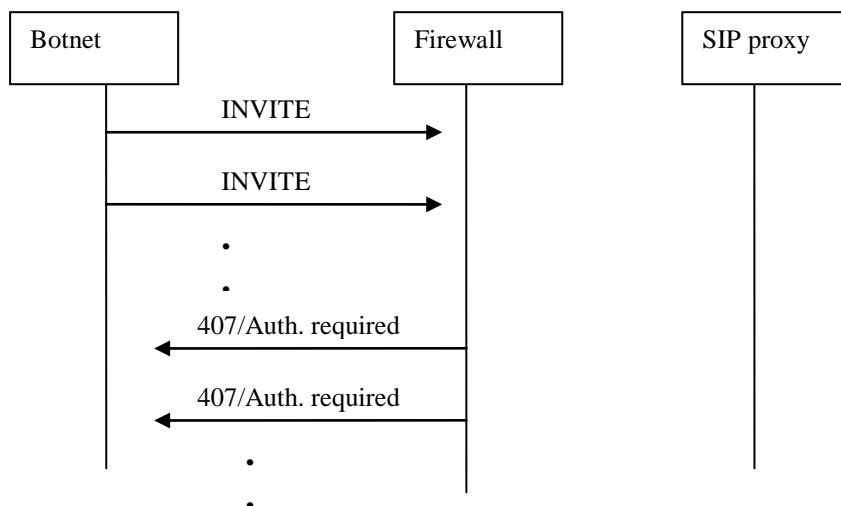 Botnet
Firewall
SIP proxy
INVITE
INVITE
407/Auth. required
407/Auth. required